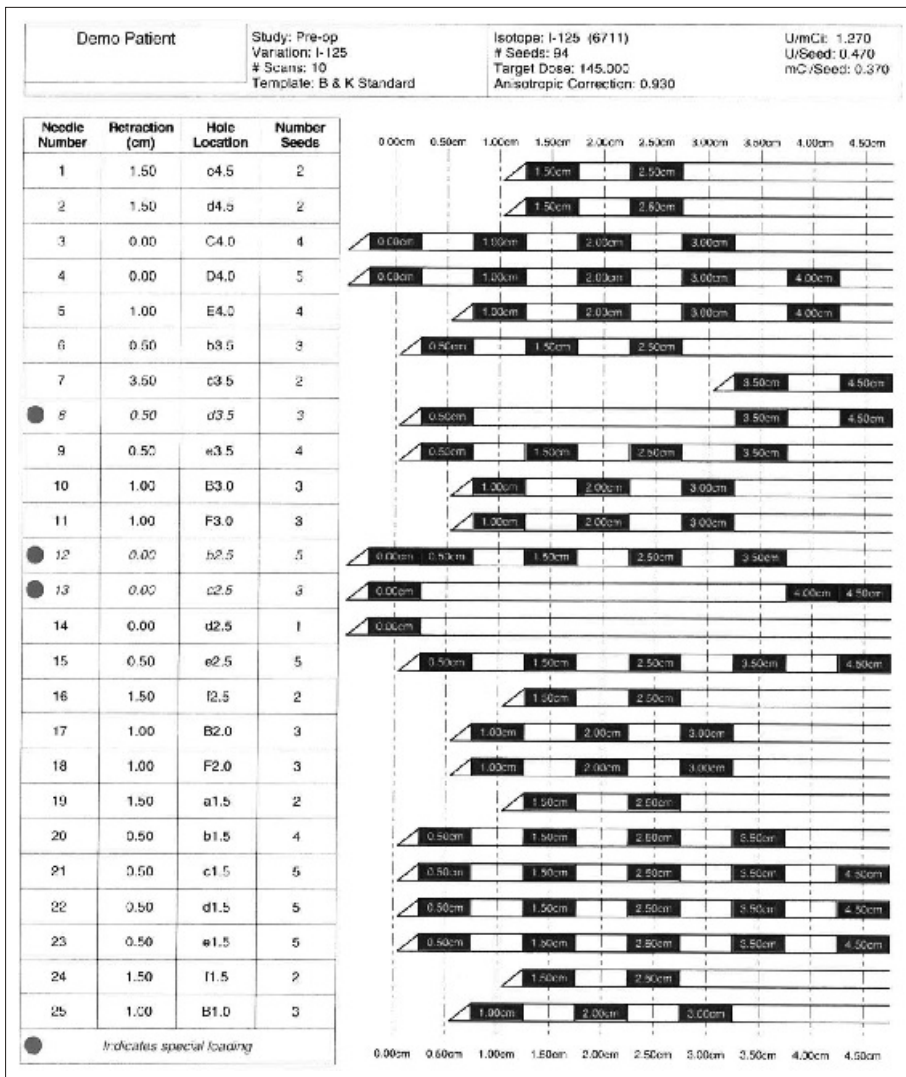 Demo Patient
Study: Pre-op
Variation: I-125
# Scans: 10
Template: B & K Standard
Isotope: I-125 (6711)
# Seeds: 94
Target Dose: 145.000
Anisotropic Correction: 0.930
U/mCi: 1.270
U/Seed: 0.470
mCi/Seed: 0.370
Needle Number Retraction (cm) Hole Location Number Seeds
0.00cm 0.50cm 1.00cm 1.50cm 2.00cm 2.50cm 3.00cm 3.50cm 4.00cm 4.50cm
1 1.50 c4.5 2 1.50cm 2.50cm
2 1.50 d4.5 2 1.50cm 2.50cm
3 0.00 C4.0 4 0.00cm 1.00cm 2.00cm 3.00cm
4 0.00 D4.0 5 0.00cm 1.00cm 2.00cm 3.00cm 4.00cm
5 1.00 E4.0 4 1.00cm 2.00cm 3.00cm 4.00cm
6 0.50 b3.5 3 0.50cm 1.50cm 2.50cm
7 3.50 c3.5 2 3.50cm 4.50cm
8 0.50 d3.5 3 0.50cm 3.50cm 4.50cm
9 0.50 e3.5 4 0.50cm 1.50cm 2.50cm 3.50cm
10 1.00 B3.0 3 1.00cm 2.00cm 3.00cm
11 1.00 F3.0 3 1.00cm 2.00cm 3.00cm
12 0.00 b2.5 5 0.00cm 0.50cm 1.50cm 2.50cm 3.50cm
13 0.00 c2.5 3 0.00cm 4.00cm 4.50cm
14 0.00 d2.5 1 0.00cm
15 0.50 e2.5 5 0.50cm 1.50cm 2.50cm 3.50cm 4.50cm
16 1.50 f2.5 2 1.50cm 2.50cm
17 1.00 B2.0 3 1.00cm 2.00cm 3.00cm
18 1.00 F2.0 3 1.00cm 2.00cm 3.00cm
19 1.50 a1.5 2 1.50cm 2.50cm
20 0.50 b1.5 4 0.50cm 1.50cm 2.50cm 3.50cm
21 0.50 c1.5 5 0.50cm 1.50cm 2.50cm 3.50cm 4.50cm
22 0.50 d1.5 5 0.50cm 1.50cm 2.50cm 3.50cm 4.50cm
23 0.50 e1.5 5 0.50cm 1.50cm 2.50cm 3.50cm 4.50cm
24 1.50 f1.5 2 1.50cm 2.50cm
25 1.00 B1.0 3 1.00cm 2.00cm 3.00cm
Indicates special loading
0.00cm 0.50cm 1.00cm 1.50cm 2.00cm 2.50cm 3.00cm 3.50cm 4.00cm 4.50cm